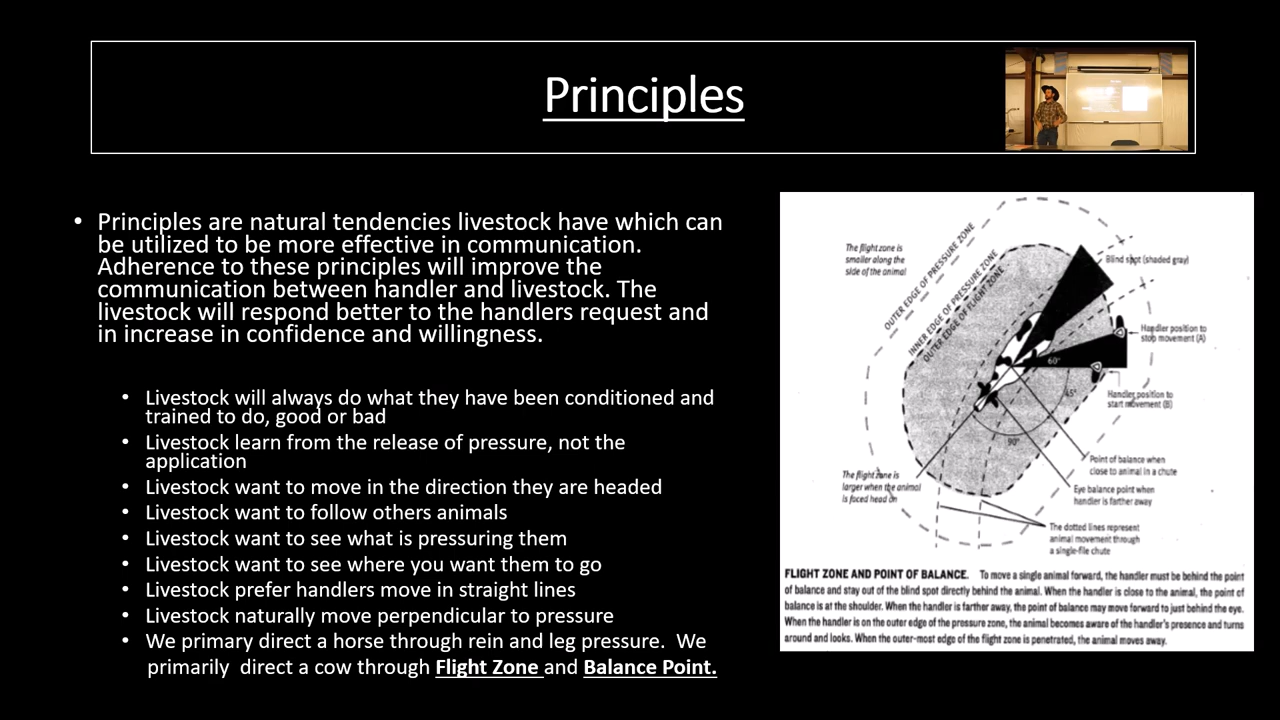 Principles
• Principles are natural tendencies livestock have which can
be utilized to be more effective in communication.
Adherence to these principles will improve the
communication between handler and livestock. The
livestock will respond better to the handlers request and
in increase in confidence and willingness.
• Livestock will always do what they have been conditioned and
trained to do, good or bad
• Livestock learn from the release of pressure, not the
application
• Livestock want to move in the direction they are headed
• Livestock want to follow others animals
• Livestock want to see what is pressuring them
• Livestock want to see where you want them to go
• Livestock prefer handlers move in straight lines
• Livestock naturally move perpendicular to pressure
• We primary direct a horse through rein and leg pressure. We
primarily direct a cow through Flight Zone and Balance Point.
The flight zone is
smaller along the
side of the animal
OUTER EDGE OF PRESSURE ZONE
INNER EDGE OF PRESSURE ZONE
OUTER EDGE OF FLIGHT ZONE
Blind spot (shaded gray)
Handler position to
stop movement (A)
60°
45°
Handler position to
start movement (B)
90°
Point of balance when
close to animal in a chute
The flight zone is
larger when the animal
is faced head on
Eye balance point when
handler is farther away
The dotted lines represent
animal movement through
a single-file chute
FLIGHT ZONE AND POINT OF BALANCE. To move a single animal forward, the handler must be behind the point
of balance and stay out of the blind spot directly behind the animal. When the handler is close to the animal, the point of
balance is at the shoulder. When the handler is farther away, the point of balance may move forward to just behind the eye.
When the handler is on the outer edge of the pressure zone, the animal becomes aware of the handler's presence and turns
around and looks. When the outer-most edge of the flight zone is penetrated, the animal moves away.